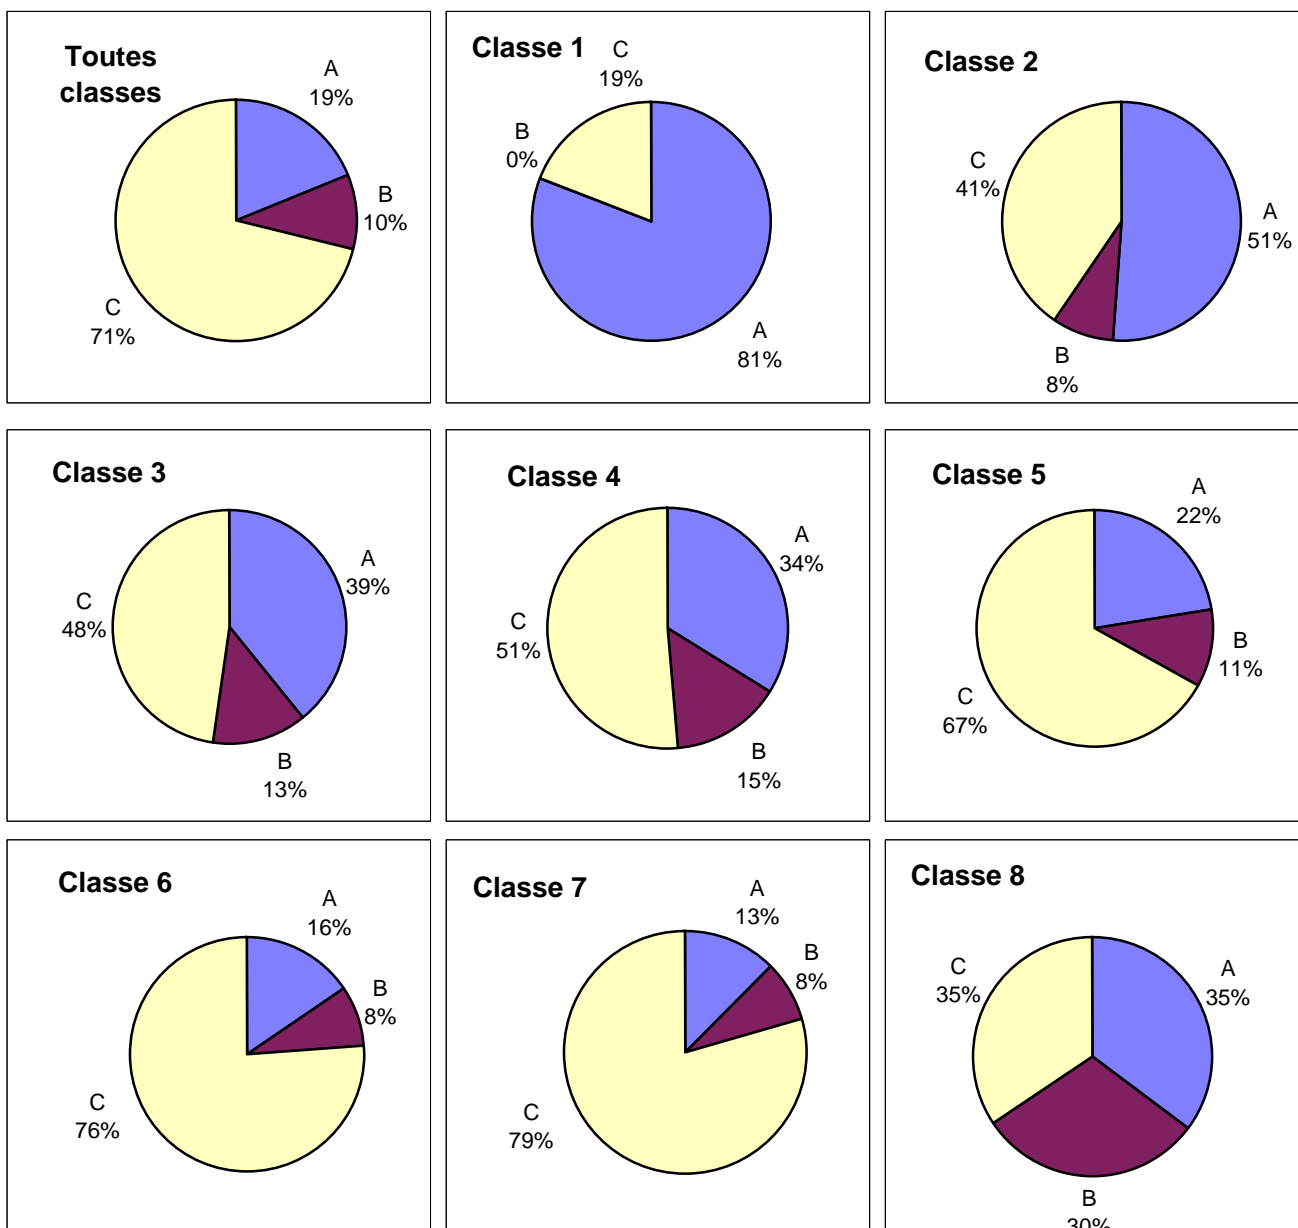 Toutes
classes
A
19%
B
10%
C
71%
Classe 1
C
19%
B
0%
A
81%
Classe 2
C
41%
A
51%
B
8%
Classe 3
A
39%
C
48%
B
13%
Classe 4
A
34%
C
51%
B
15%
Classe 5
A
22%
B
11%
C
67%
Classe 6
A
16%
B
8%
C
76%
Classe 7
A
13%
B
8%
C
79%
Classe 8
C
35%
A
35%
B
30%